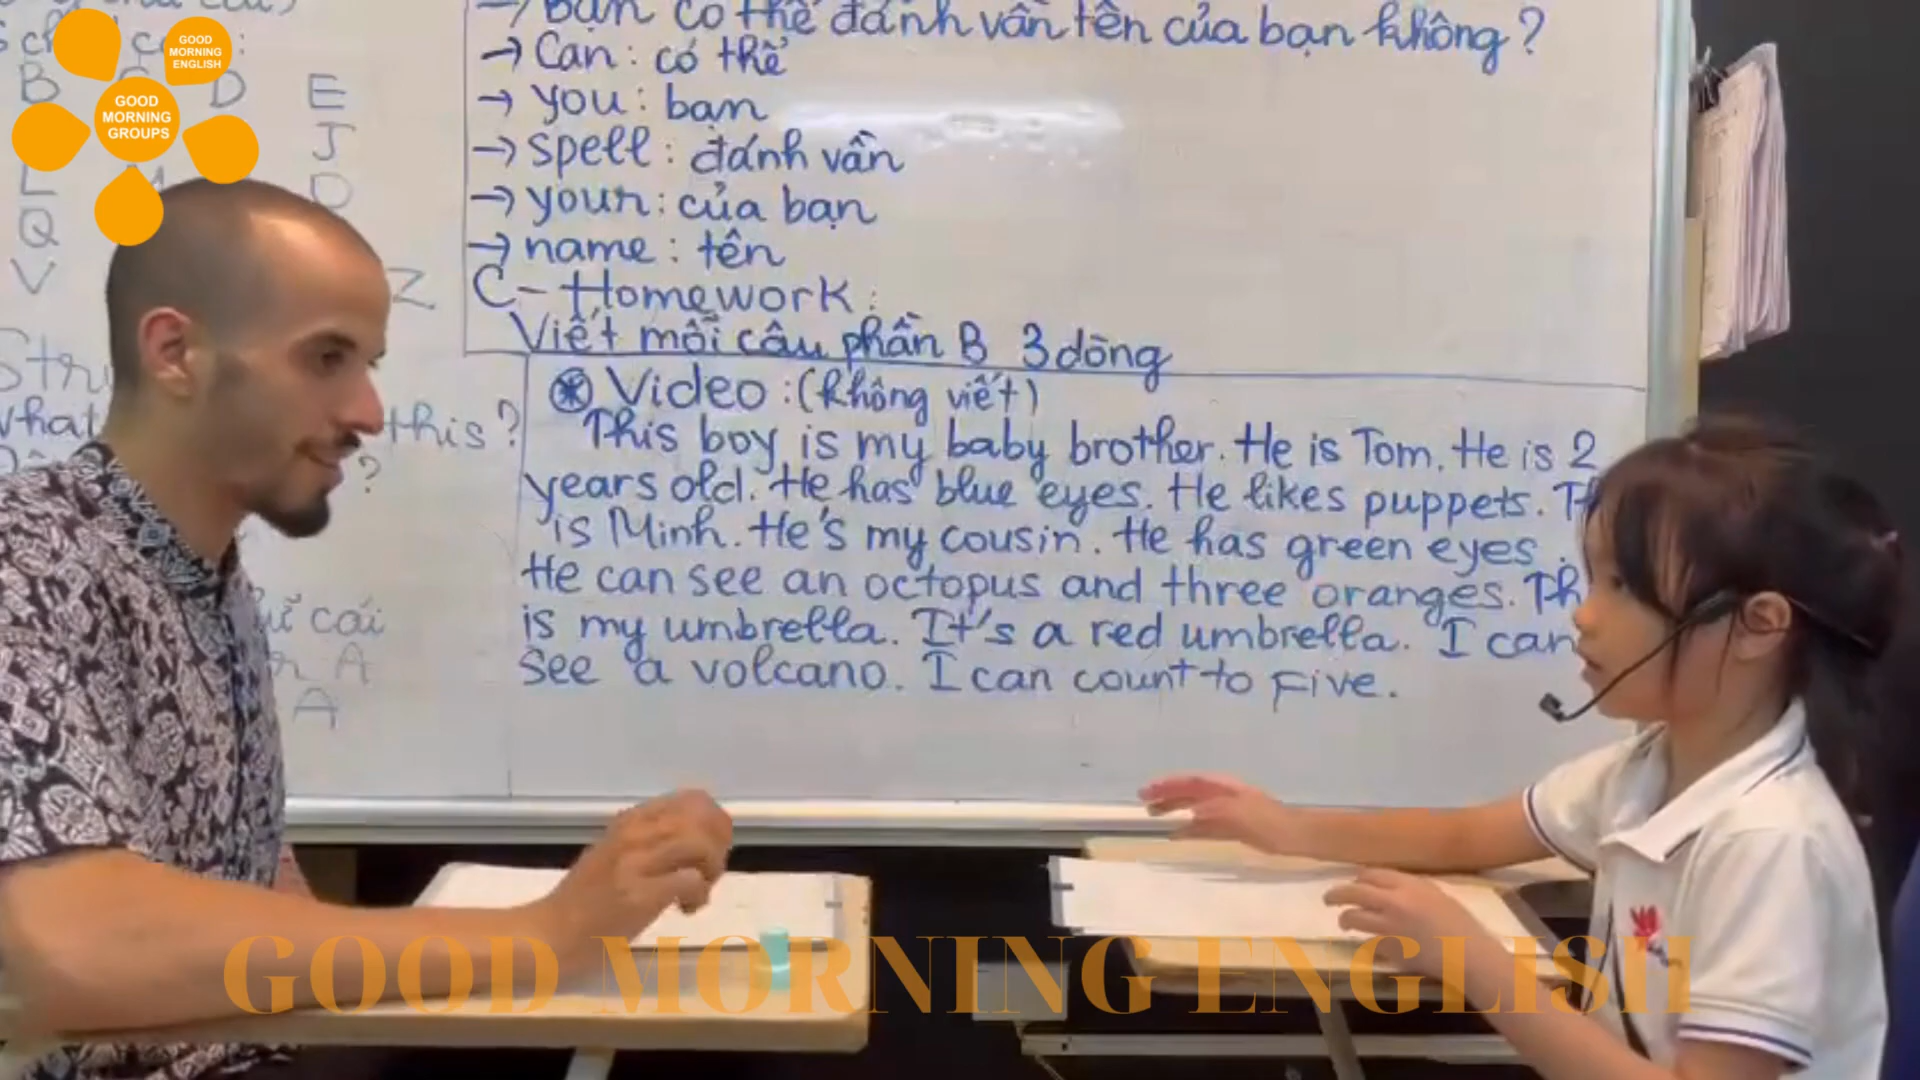 GOOD
MORNING
ENGLISH
GOOD
MORNING
GROUPS
B C D E
J
L O
Q
V Z
this?
?
cái
A
A
→ Bạn có thể đánh vần tên của bạn không?
→ Can: có thể
→ you: bạn
→ spell: đánh vần
→ your: của bạn
→ name: tên
C- Homework:
Viết mỗi câu phần B 3 dòng
Video: (không viết)
This boy is my baby brother. He is Tom. He is 2
years old. He has blue eyes. He likes puppets.
is Minh. He's my cousin. He has green eyes.
He can see an octopus and three oranges.
is my umbrella. It's a red umbrella. I can
see a volcano. I can count to five.
GOOD MORNING ENGLISH